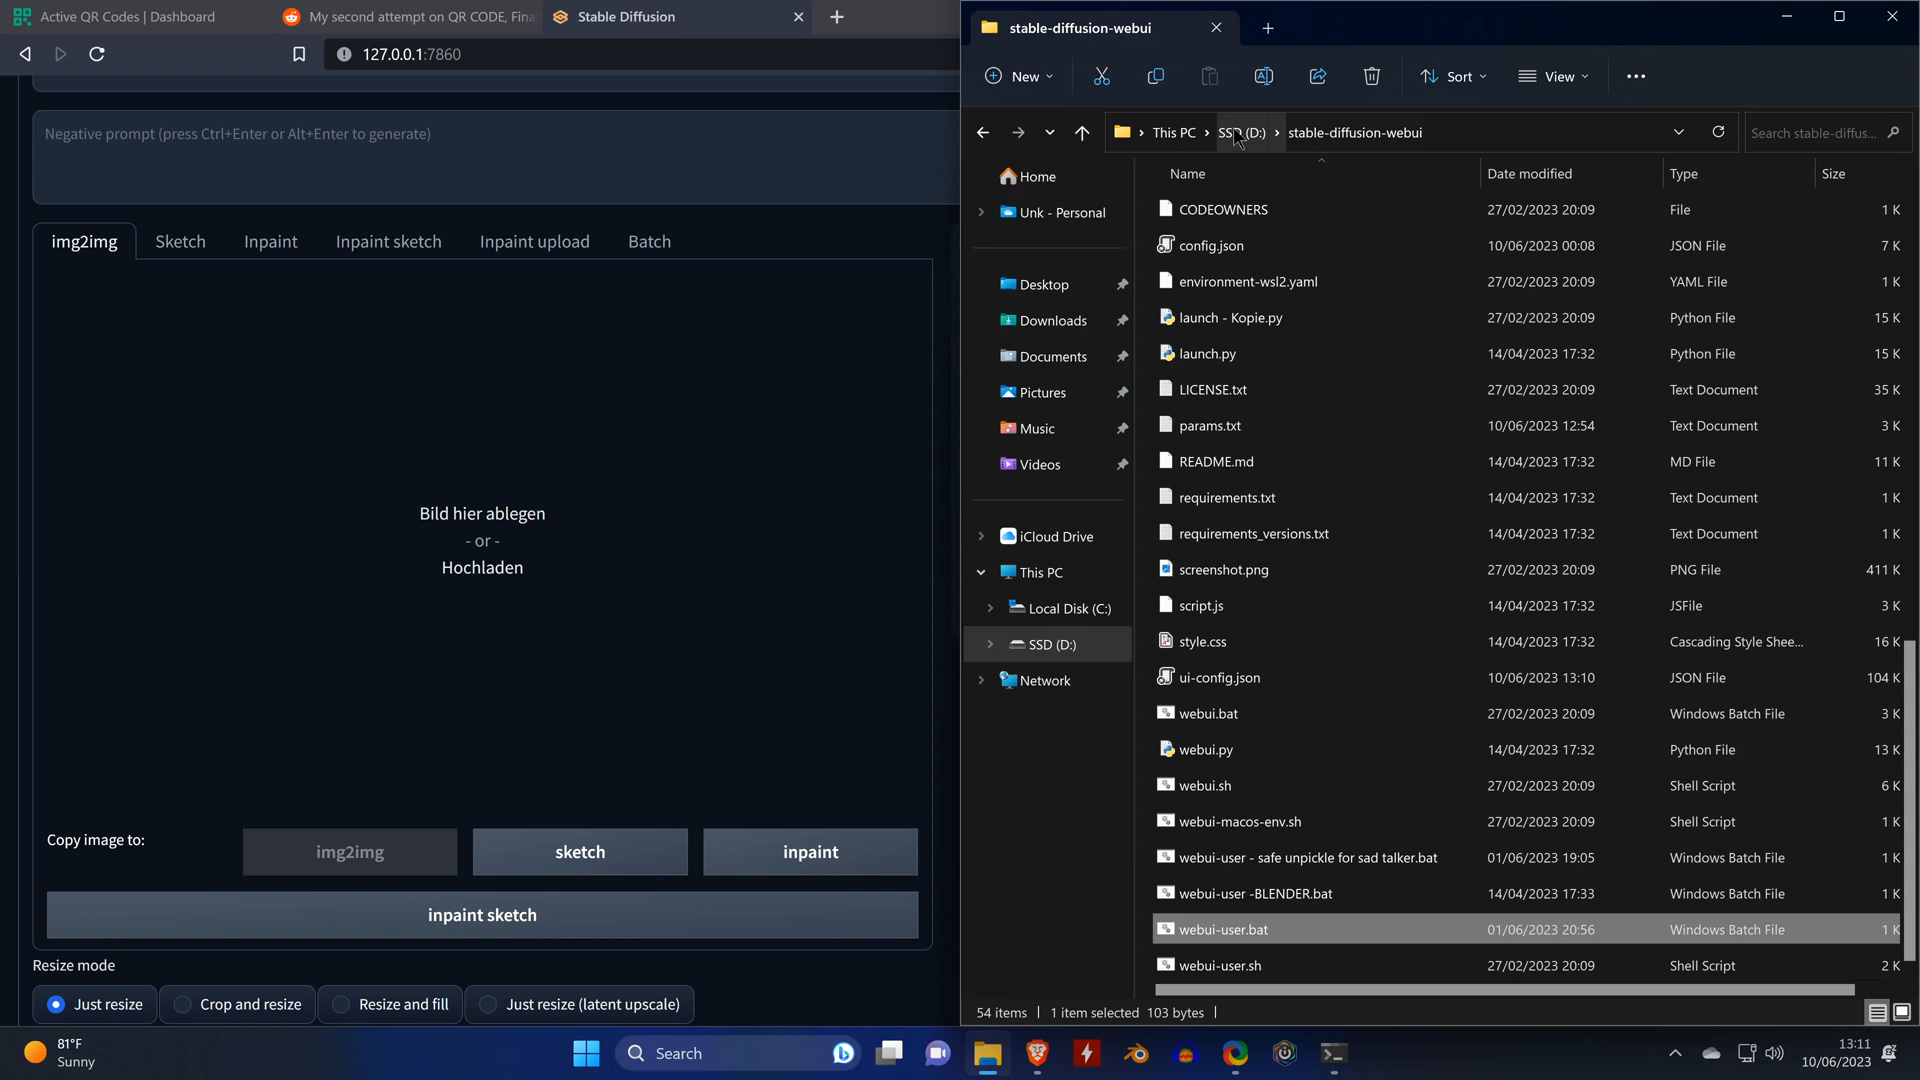 Active QR Codes | Dashboard
My second attempt on QR CODE, Fina
Stable Diffusion
127.0.0.1:7860
Negative prompt (press Ctrl+Enter or Alt+Enter to generate)
img2img
Sketch
Inpaint
Inpaint sketch
Inpaint upload
Batch
Bild hier ablegen
- or -
Hochladen
Copy image to:
img2img
sketch
inpaint
inpaint sketch
Resize mode
Just resize
Crop and resize
Resize and fill
Just resize (latent upscale)
stable-diffusion-webui
New
Sort
View
This PC
SSD (D:)
stable-diffusion-webui
Search stable-diffus...
Home
Unk - Personal
Desktop
Downloads
Documents
Pictures
Music
Videos
iCloud Drive
This PC
Local Disk (C:)
SSD (D:)
Network
Name Date modified Type Size
CODEOWNERS 27/02/2023 20:09 File 1 K
config.json 10/06/2023 00:08 JSON File 7 K
environment-wsl2.yaml 27/02/2023 20:09 YAML File 1 K
launch - Kopie.py 27/02/2023 20:09 Python File 15 K
launch.py 14/04/2023 17:32 Python File 15 K
LICENSE.txt 27/02/2023 20:09 Text Document 35 K
params.txt 10/06/2023 12:54 Text Document 3 K
README.md 14/04/2023 17:32 MD File 11 K
requirements.txt 14/04/2023 17:32 Text Document 1 K
requirements_versions.txt 14/04/2023 17:32 Text Document 1 K
screenshot.png 27/02/2023 20:09 PNG File 411 K
script.js 14/04/2023 17:32 JSFile 3 K
style.css 14/04/2023 17:32 Cascading Style Shee... 16 K
ui-config.json 10/06/2023 13:10 JSON File 104 K
webui.bat 27/02/2023 20:09 Windows Batch File 3 K
webui.py 14/04/2023 17:32 Python File 13 K
webui.sh 27/02/2023 20:09 Shell Script 6 K
webui-macos-env.sh 27/02/2023 20:09 Shell Script 1 K
webui-user - safe unpickle for sad talker.bat 01/06/2023 19:05 Windows Batch File 1 K
webui-user -BLENDER.bat 14/04/2023 17:33 Windows Batch File 1 K
webui-user.bat 01/06/2023 20:56 Windows Batch File 1 K
webui-user.sh 27/02/2023 20:09 Shell Script 2 K
54 items 1 item selected 103 bytes
81°F
Sunny
Search
13:11
10/06/2023